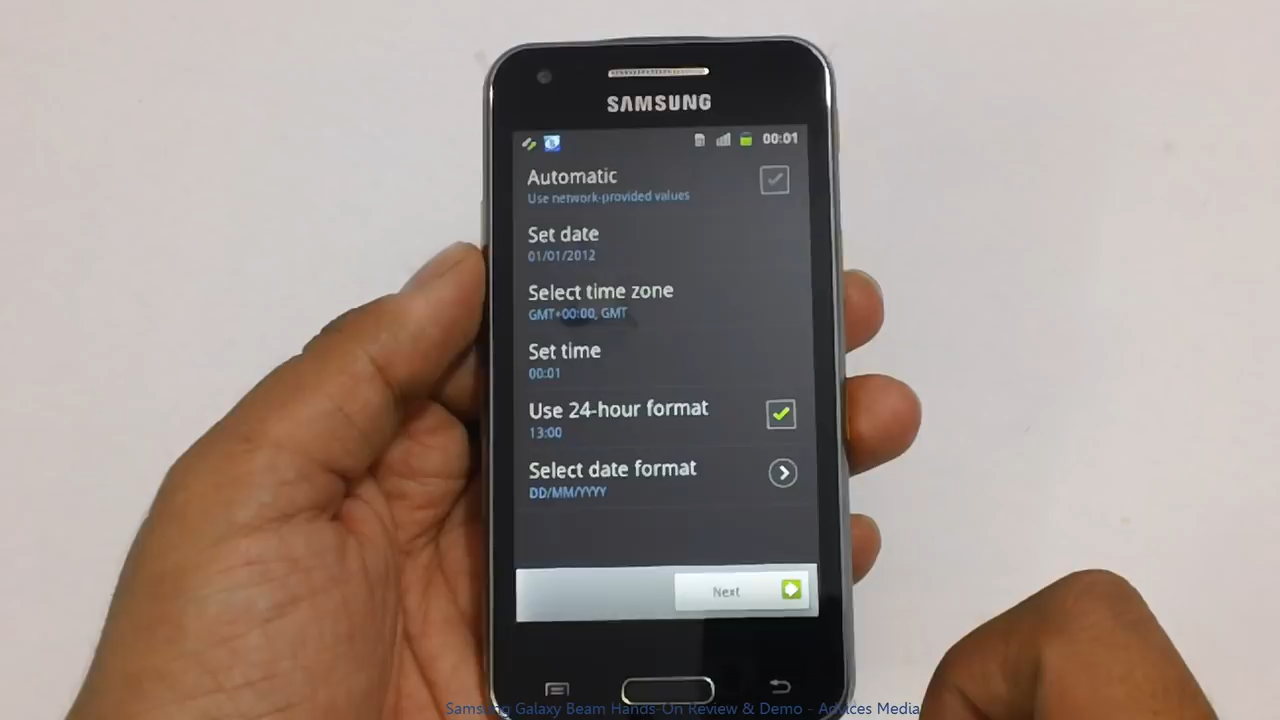 SAMSUNG
00:01
Automatic
Use network-provided values
Set date
01/01/2012
Select time zone
GMT+00:00, GMT
Set time
00:01
Use 24-hour format
13:00
Select date format
DD/MM/YYYY
Next
Samsung Galaxy Beam Hands-On Review & Demo - Advices Media